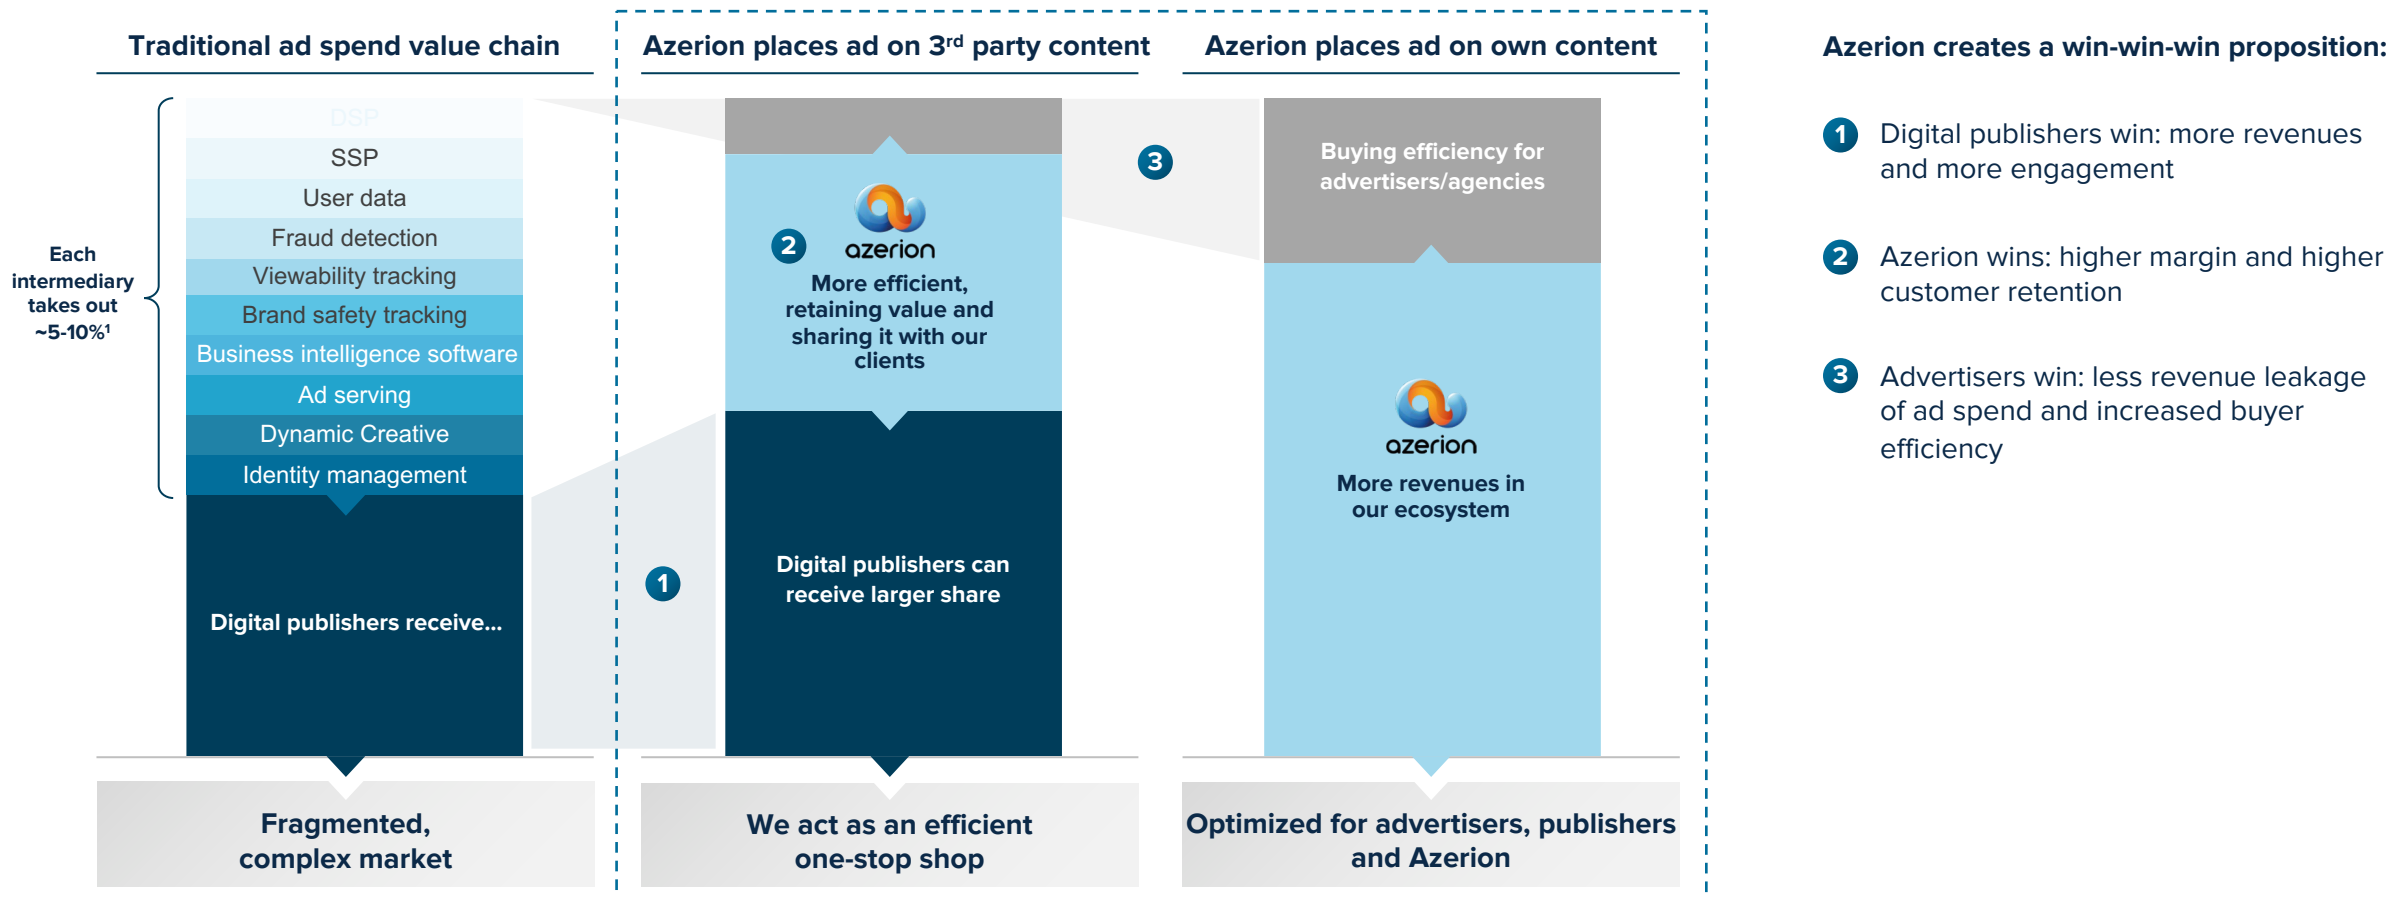 Traditional ad spend value chain
Azerion places ad on 3rd party content
Azerion places ad on own content
Azerion creates a win-win-win proposition:
Each
intermediary
takes out
~5-10%¹
DSP
SSP
User data
Fraud detection
Viewability tracking
Brand safety tracking
Business intelligence software
Ad serving
Dynamic Creative
Identity management
Digital publishers receive...
1
2
azerion
More efficient,
retaining value and
sharing it with our
clients
Digital publishers can
receive larger share
3
Buying efficiency for
advertisers/agencies
azerion
More revenues in
our ecosystem
1 Digital publishers win: more revenues
and more engagement
2 Azerion wins: higher margin and higher
customer retention
3 Advertisers win: less revenue leakage
of ad spend and increased buyer
efficiency
Fragmented,
complex market
We act as an efficient
one-stop shop
Optimized for advertisers, publishers
and Azerion